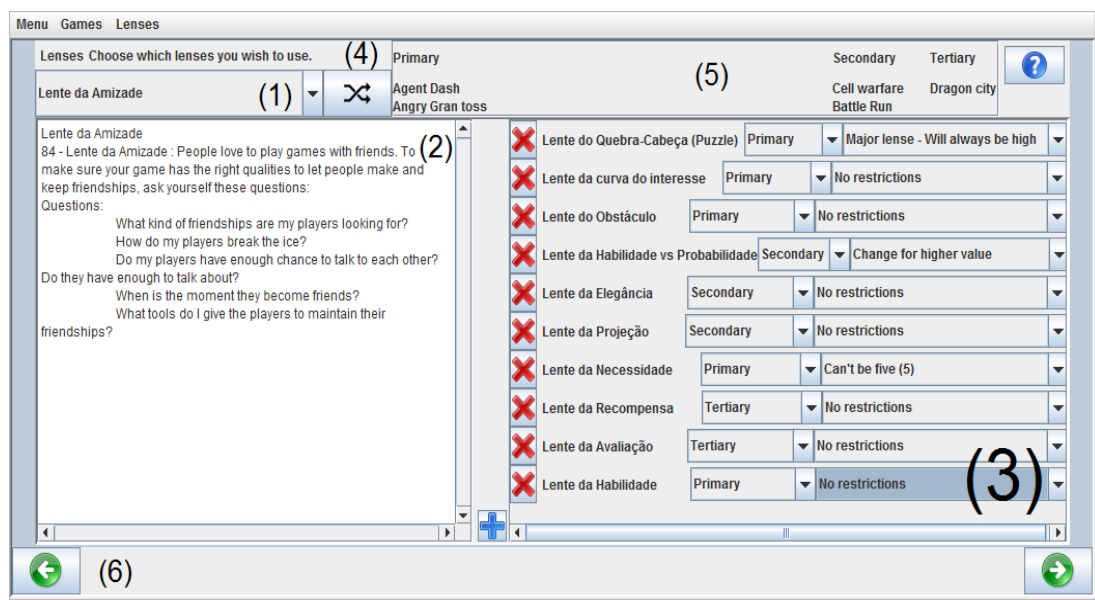 Menu Games Lenses
Lenses Choose which lenses you wish to use. (4)
Lente da Amizade (1)
Primary Secondary Tertiary
(5)
Agent Dash Cell warfare Dragon city
Angry Gran toss Battle Run
?
Lente da Amizade
84 - Lente da Amizade : People love to play games with friends. To (2)
make sure your game has the right qualities to let people make and
keep friendships, ask yourself these questions:
Questions:
What kind of friendships are my players looking for?
How do my players break the ice?
Do my players have enough chance to talk to each other?
Do they have enough to talk about?
When is the moment they become friends?
What tools do I give the players to maintain their
friendships?
Lente do Quebra-Cabeça (Puzzle) Primary Major lense - Will always be high
Lente da curva do interesse Primary No restrictions
Lente do Obstáculo Primary No restrictions
Lente da Habilidade vs Probabilidade Secondary Change for higher value
Lente da Elegância Secondary No restrictions
Lente da Projeção Secondary No restrictions
Lente da Necessidade Primary Can't be five (5)
Lente da Recompensa Tertiary No restrictions
Lente da Avaliação Tertiary No restrictions
Lente da Habilidade Primary No restrictions
(3)
(6)